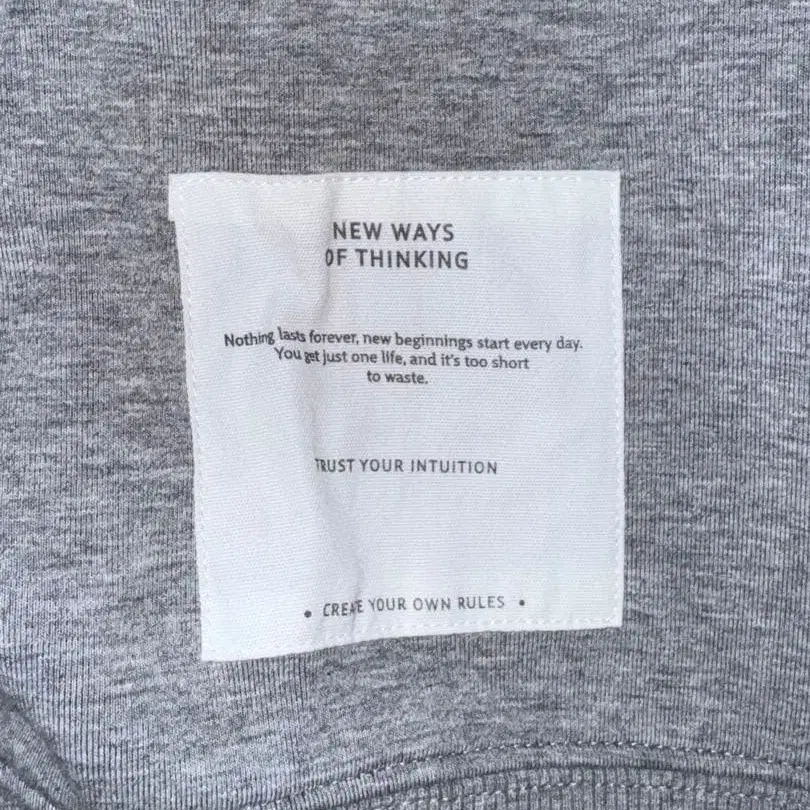 NEW WAYS
OF THINKING
Nothing lasts forever, new beginnings start every day.
You get just one life, and it's too short
to waste.
TRUST YOUR INTUITION
• CREATE YOUR OWN RULES •